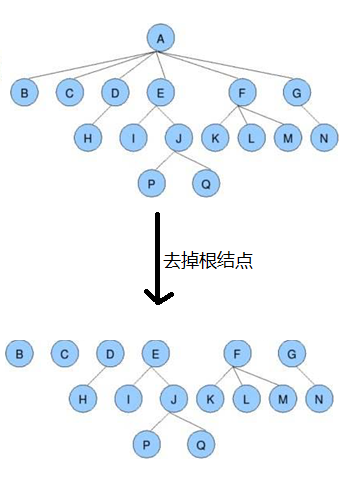 A
B C D E F G
H I J K L M N
P Q
去掉根结点
B C D E F G
H I J K L M N
P Q